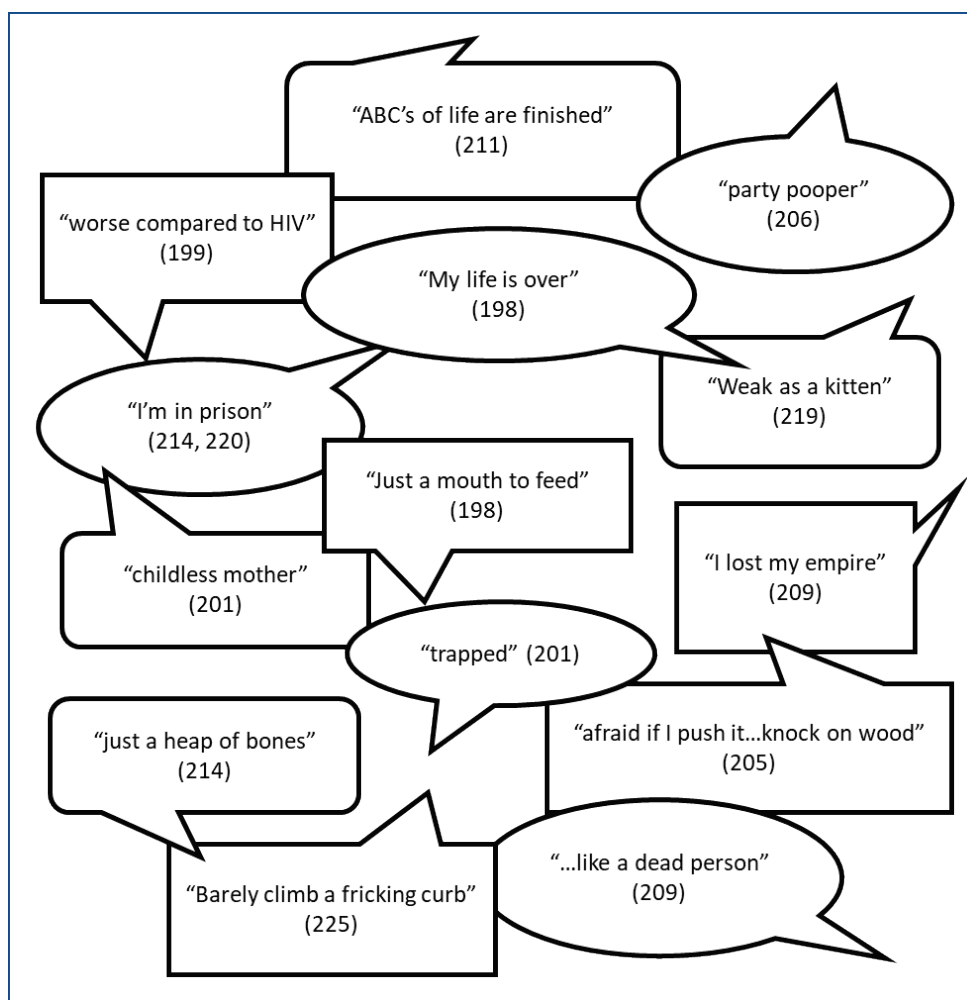 “ABC’s of life are finished”
(211)
“party pooper”
(206)
“worse compared to HIV”
(199)
“My life is over”
(198)
“Weak as a kitten”
(219)
“I’m in prison”
(214, 220)
“Just a mouth to feed”
(198)
“I lost my empire”
(209)
“childless mother”
(201)
“trapped” (201)
“just a heap of bones”
(214)
“afraid if I push it...knock on wood”
(205)
“Barely climb a fricking curb”
(225)
“...like a dead person”
(209)